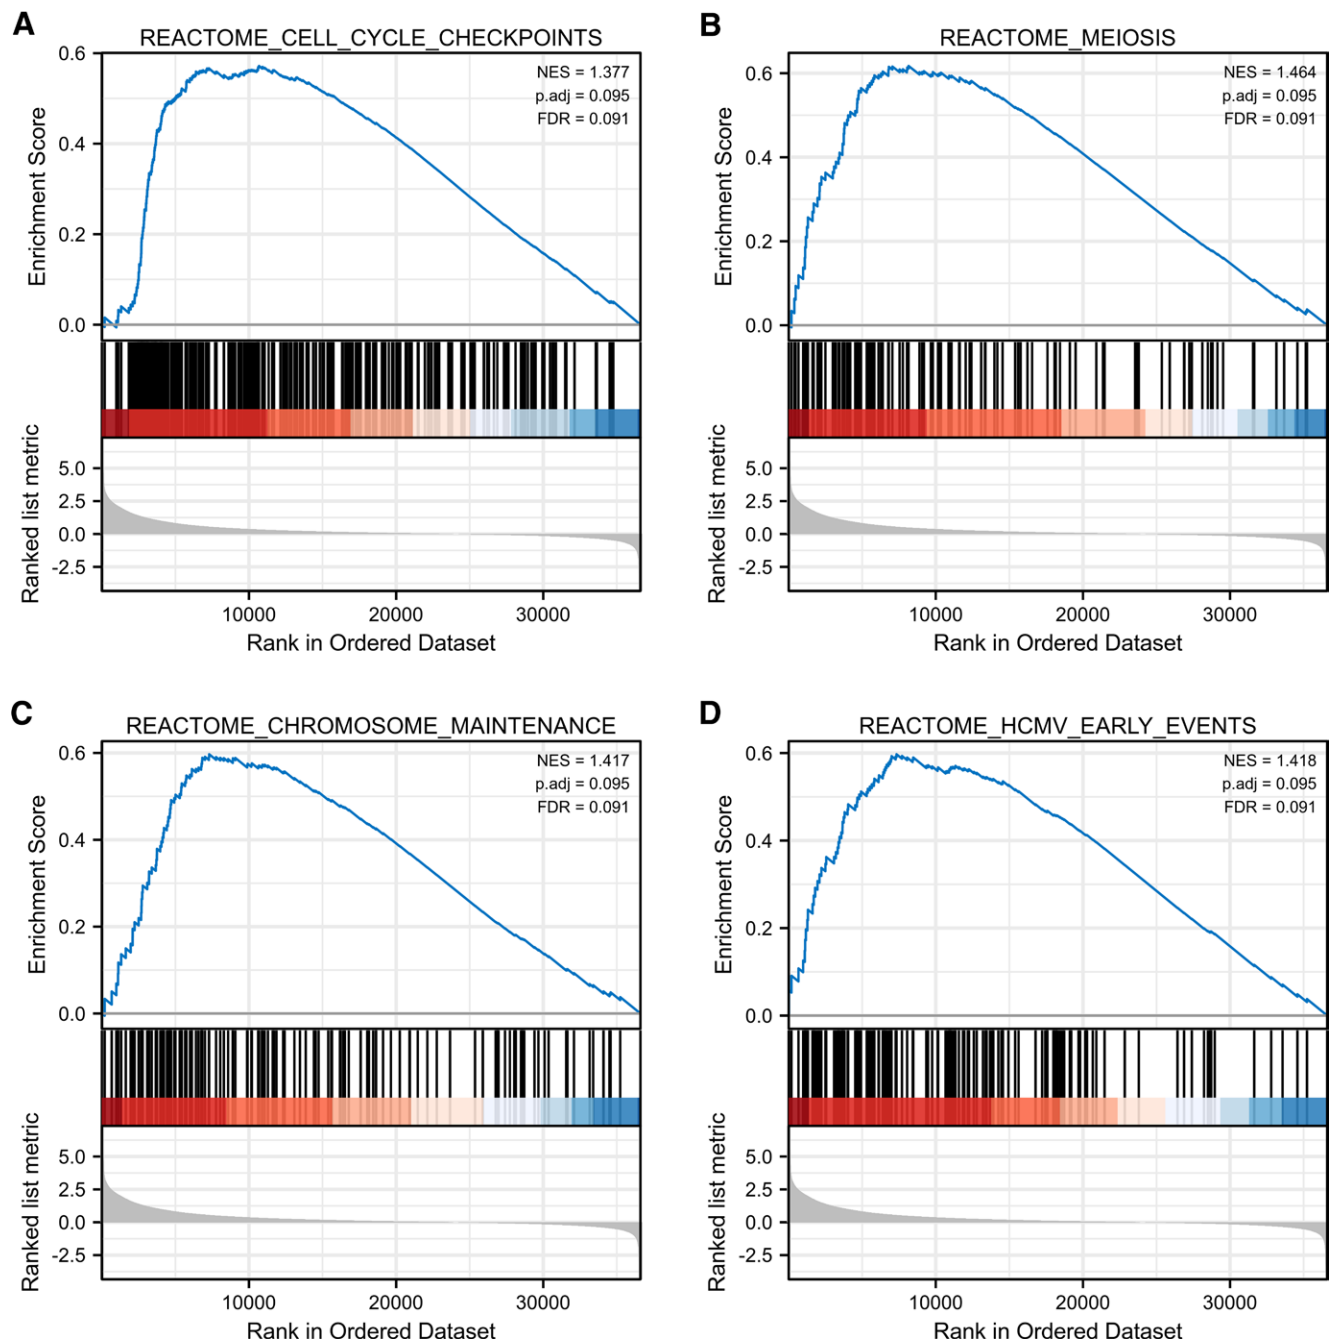 A
REACTOME_CELL_CYCLE_CHECKPOINTS
NES = 1.377
p.adj = 0.095
FDR = 0.091
Enrichment Score
0.6
0.4
0.2
0.0
Ranked list metric
5.0
2.5
0.0
-2.5
10000 20000 30000
Rank in Ordered Dataset
B
REACTOME_MEIOSIS
NES = 1.464
p.adj = 0.095
FDR = 0.091
Enrichment Score
0.6
0.4
0.2
0.0
Ranked list metric
5.0
2.5
0.0
-2.5
10000 20000 30000
Rank in Ordered Dataset
C
REACTOME_CHROMOSOME_MAINTENANCE
NES = 1.417
p.adj = 0.095
FDR = 0.091
Enrichment Score
0.6
0.4
0.2
0.0
Ranked list metric
5.0
2.5
0.0
-2.5
10000 20000 30000
Rank in Ordered Dataset
D
REACTOME_HCMV_EARLY_EVENTS
NES = 1.418
p.adj = 0.095
FDR = 0.091
Enrichment Score
0.6
0.4
0.2
0.0
Ranked list metric
5.0
2.5
0.0
-2.5
10000 20000 30000
Rank in Ordered Dataset